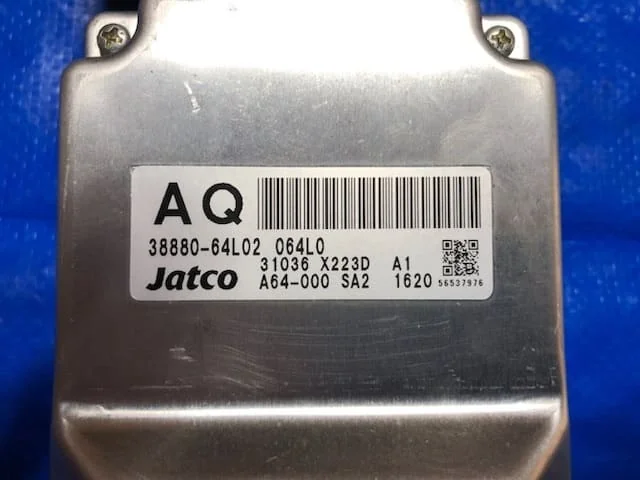 AQ
38880-64L02 064L0
31036 X223D A1
Jatco A64-000 SA2 1620 56537976